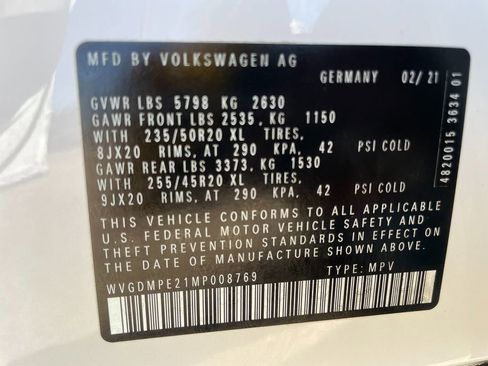 MFD BY VOLKSWAGEN AG
GERMANY 02/21
GVWR LBS 5798 KG 2630
GAWR FRONT LBS 2535, KG 1150
WITH 235/50R20 XL TIRES,
8JX20 RIMS, AT 290 KPA, 42 PSI COLD
GAWR REAR LBS 3373, KG 1530
WITH 255/45R20 XL TIRES,
9JX20 RIMS, AT 290 KPA, 42 PSI COLD
THIS VEHICLE CONFORMS TO ALL APPLICABLE
U.S. FEDERAL MOTOR VEHICLE SAFETY AND
THEFT PREVENTION STANDARDS IN EFFECT ON
THE DATE OF MANUFACTURE SHOWN ABOVE.
WVGDMPE21MP008769 TYPE: MPV
4820015 3634 01